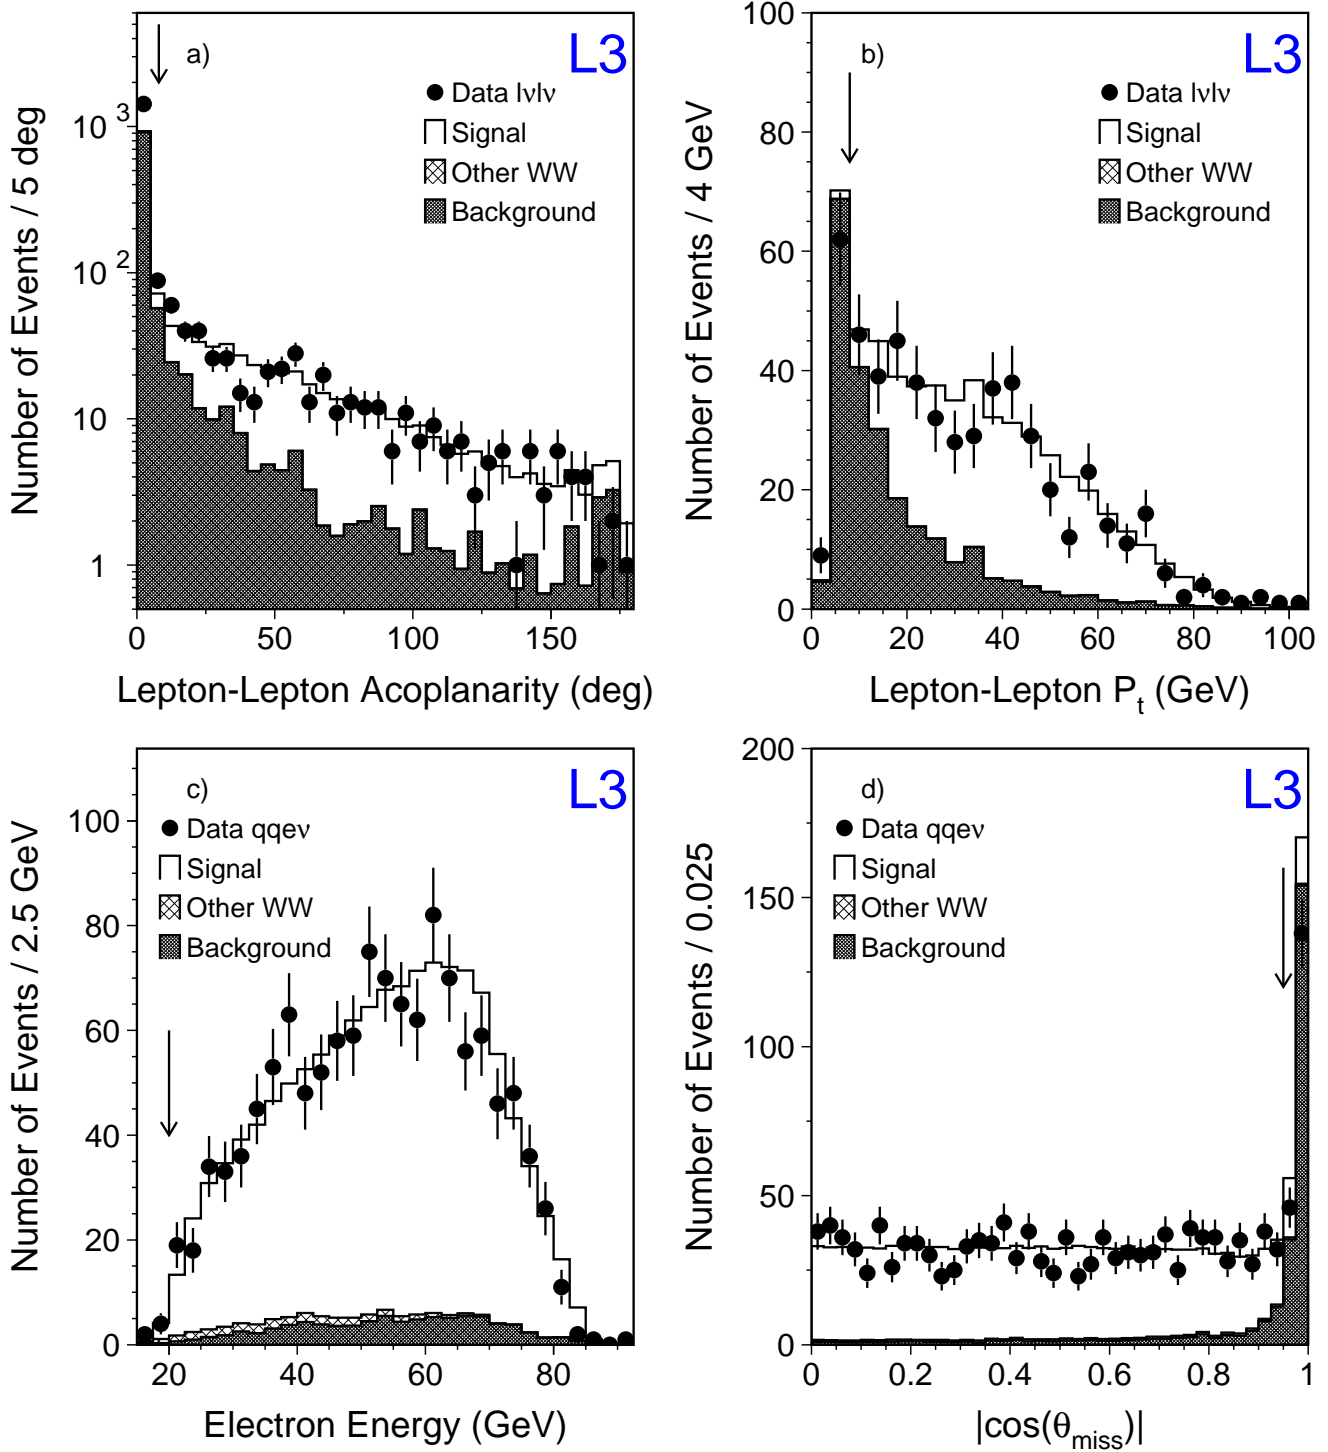 a)
L3
Data lνlν
Signal
Other WW
Background
Number of Events / 5 deg
10 3
10 2
10
1
0 50 100 150
Lepton-Lepton Acoplanarity (deg)
b)
L3
Data lνlν
Signal
Other WW
Background
Number of Events / 4 GeV
100
80
60
40
20
0
0 20 40 60 80 100
Lepton-Lepton Pt (GeV)
c)
L3
Data qqeν
Signal
Other WW
Background
Number of Events / 2.5 GeV
100
80
60
40
20
0
20 40 60 80
Electron Energy (GeV)
d)
L3
Data qqeν
Signal
Other WW
Background
Number of Events / 0.025
200
150
100
50
0
0 0.2 0.4 0.6 0.8 1
|cos(θmiss)|